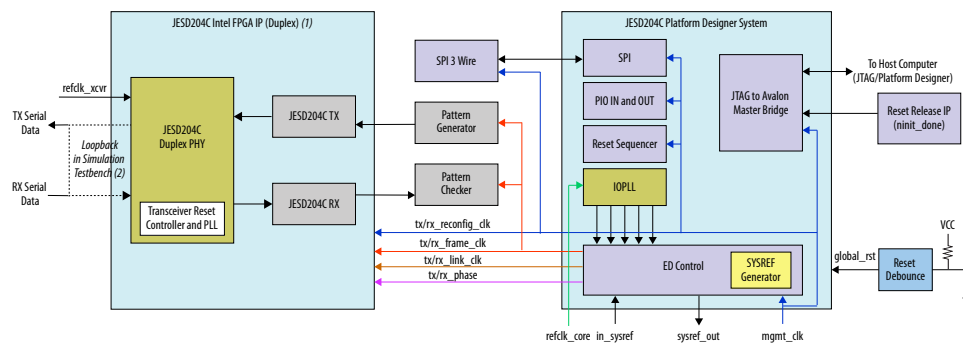 JESD204C Intel FPGA IP (Duplex) (1)
JESD204C Platform Designer System
refclk_xcvr
TX Serial
Data
Loopback
in Simulation
Testbench (2)
RX Serial
Data
JESD204C
Duplex PHY
Transceiver Reset
Controller and PLL
JESD204C TX
JESD204C RX
SPI 3 Wire
Pattern
Generator
Pattern
Checker
SPI
PIO IN and OUT
Reset Sequencer
IOPLL
JTAG to Avalon
Master Bridge
To Host Computer
(JTAG/Platform Designer)
Reset Release IP
(ninit_done)
tx/rx_reconfig_clk
tx/rx_frame_clk
tx/rx_link_clk
tx/rx_phase
ED Control
SYSREF
Generator
global_rst
Reset
Debounce
VCC
refclk_core
in_sysref
sysref_out
mgmt_clk